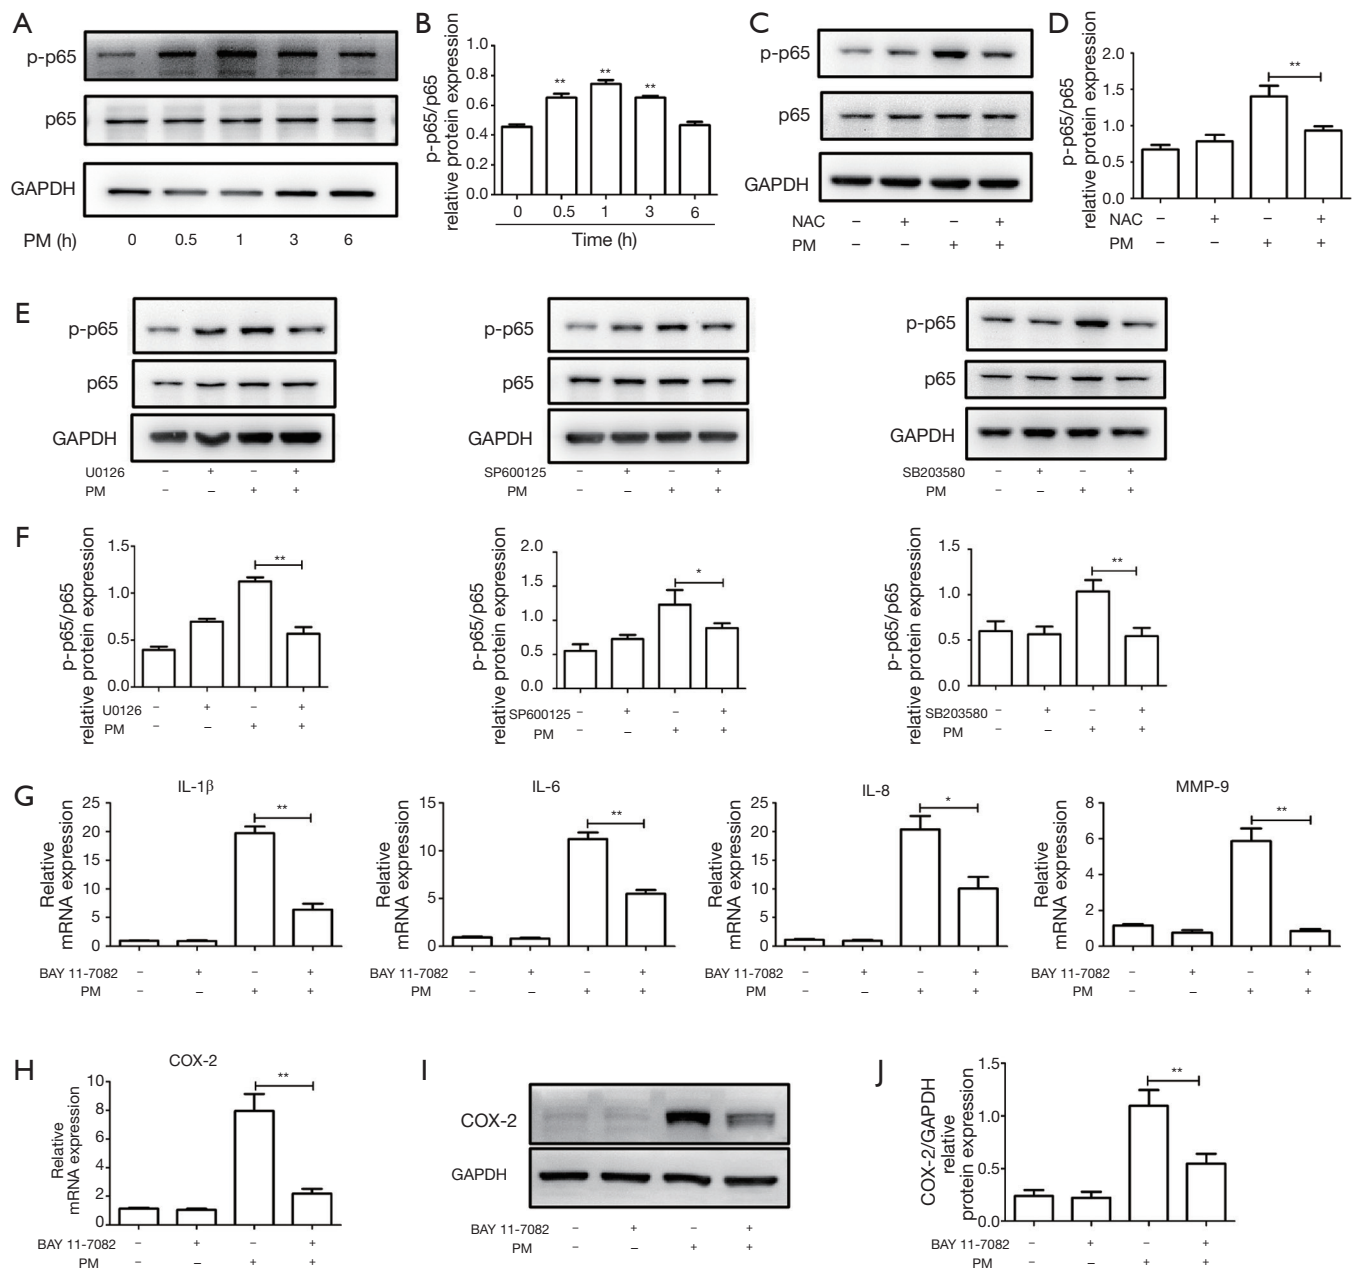 A
p-p65
p65
GAPDH
PM (h) 0 0.5 1 3 6
B
p-p65/p65
relative protein expression
1.0
0.8
0.6
0.4
0.2
0.0
** ** **
0 0.5 1 3 6
Time (h)
C
p-p65
p65
GAPDH
NAC – + – +
PM – – + +
D
p-p65/p65
relative protein expression
2.0
1.5
1.0
0.5
0.0
**
NAC – + – +
PM – – + +
E
p-p65
p65
GAPDH
U0126 – + – +
PM – – + +
p-p65
p65
GAPDH
SP600125 – + – +
PM – – + +
p-p65
p65
GAPDH
SB203580 – + – +
PM – – + +
F
p-p65/p65
relative protein expression
1.5
1.0
0.5
0.0
**
U0126 – + – +
PM – – + +
p-p65/p65
relative protein expression
2.0
1.5
1.0
0.5
0.0
*
SP600125 – + – +
PM – – + +
p-p65/p65
relative protein expression
1.5
1.0
0.5
0.0
**
SB203580 – + – +
PM – – + +
G
IL-1β
Relative
mRNA expression
25
20
15
10
5
0
**
BAY 11-7082 – + – +
PM – – + +
IL-6
Relative
mRNA expression
15
10
5
0
**
BAY 11-7082 – + – +
PM – – + +
IL-8
Relative
mRNA expression
25
20
15
10
5
0
*
BAY 11-7082 – + – +
PM – – + +
MMP-9
Relative
mRNA expression
8
6
4
2
0
**
BAY 11-7082 – + – +
PM – – + +
H
COX-2
Relative
mRNA expression
10
8
6
4
2
0
**
BAY 11-7082 – + – +
PM – – + +
I
COX-2
GAPDH
BAY 11-7082 – + – +
PM – – + +
J
COX-2/GAPDH
relative
protein expression
1.5
1.0
0.5
0.0
**
BAY 11-7082 – + – +
PM – – + +